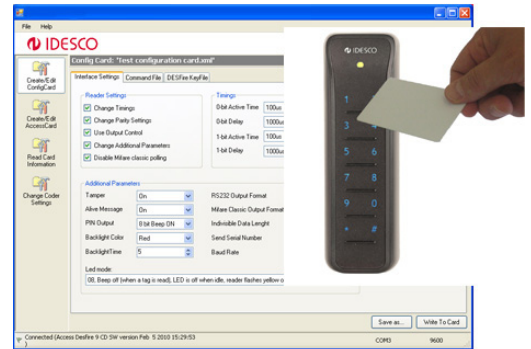 File Help
IDESCO
Config Card: "Test configuration card.xml"
Create/Edit
ConfigCard
Create/Edit
AccessCard
Read Card
Information
Change Coder
Settings
Interface Settings Command File DESFire KeyFile
Reader Settings
Change Timings
Change Parity Settings
Use Output Control
Change Additional Parameters
Disable Mifare classic polling
Timings
0-bit Active Time 100us
0-bit Delay 1000us
1-bit Active Time 100us
1-bit Delay 1000us
Additional Parameters
Tamper On RS232 Output Format
Alive Message On Mifare Classic Output Format
PIN Output 8 bit Beep ON Indivisible Data Lenght
Backlight Color Red Send Serial Number
BacklightTime 5 Baud Rate
Led mode:
08, Beep off (when a tag is read), LED is off when idle, reader flashes yellow o
Save as... Write To Card
Connected (Access Desfire 9 CD SW version Feb 5 2010 15:29:53
) COM3 9600
IDESCO
1
3 4
5 6
7 8
9 0
* #